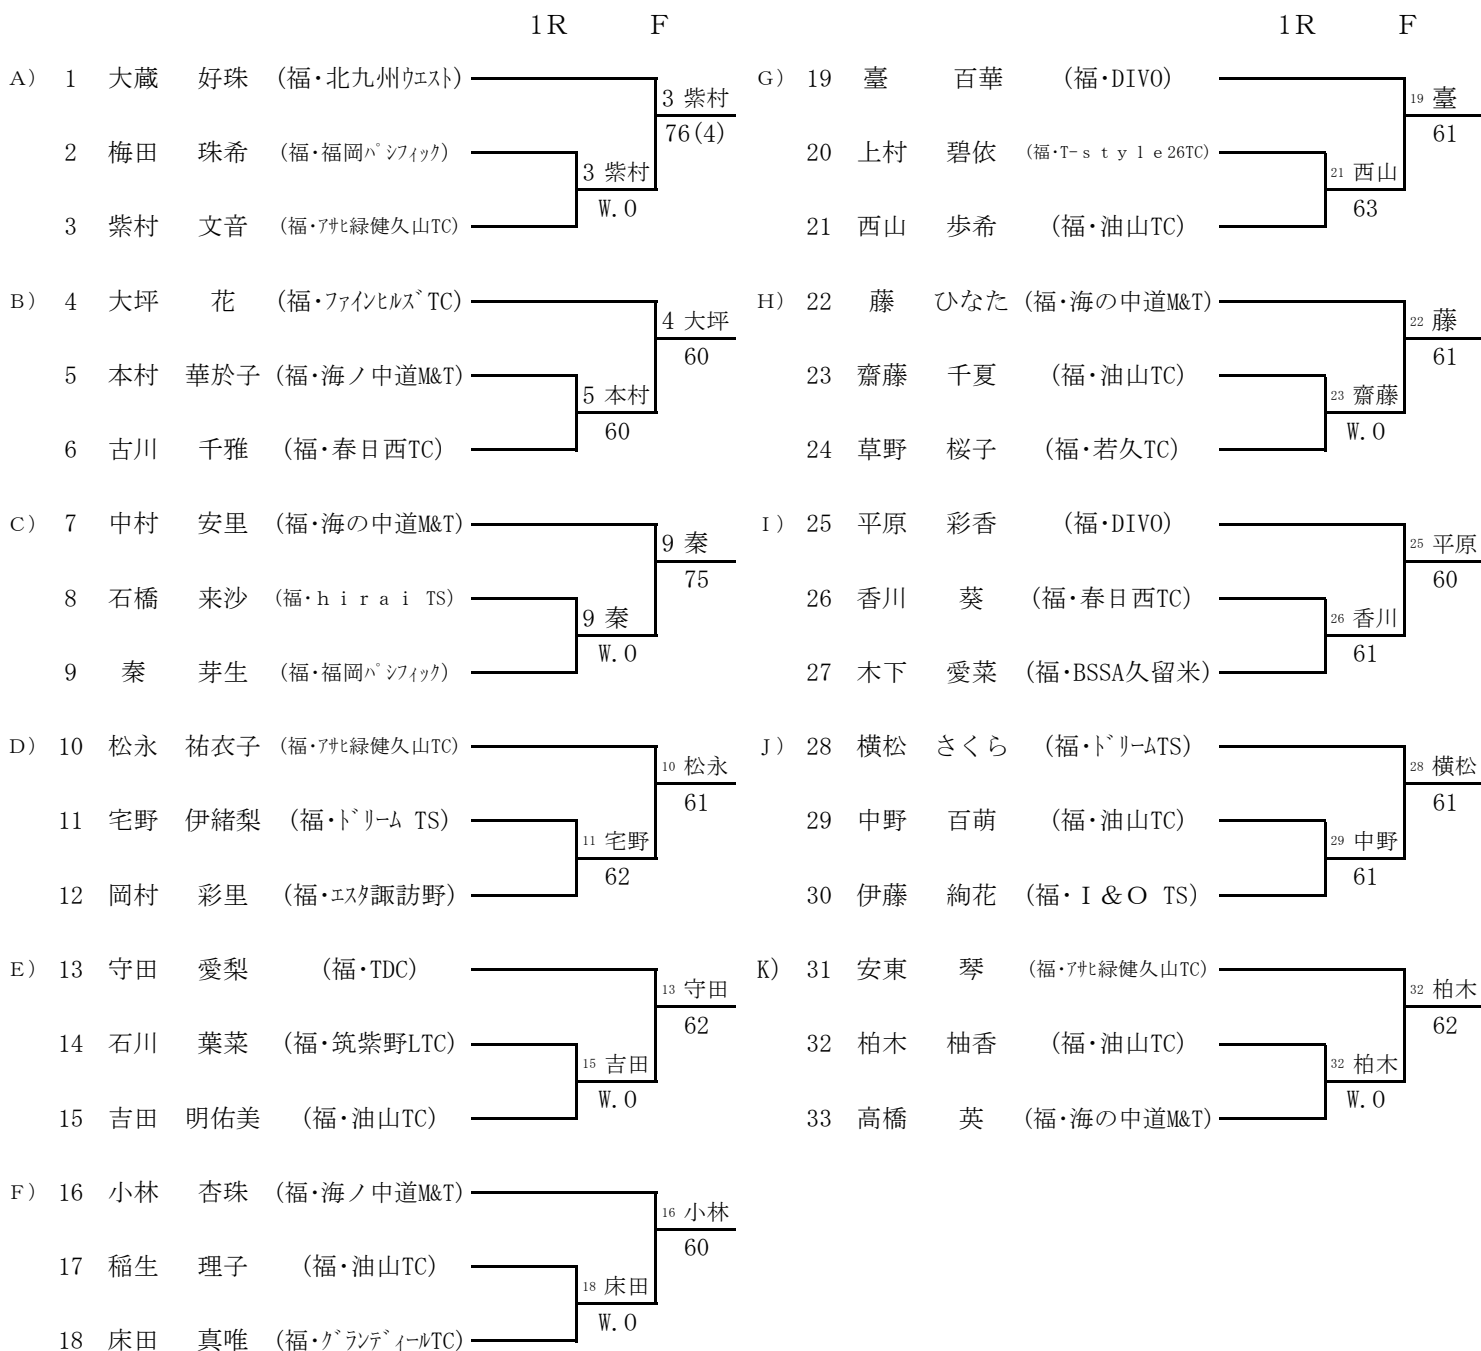 1R F
A) 1 大蔵 好珠 (福・北九州ウエスト)
3 紫村
76(4)
2 梅田 珠希 (福・福岡パシフィック)
3 紫村
W.O
3 紫村 文音 (福・アサヒ緑健久山TC)
B) 4 大坪 花 (福・ファインヒルズTC)
4 大坪
60
5 本村 華於子 (福・海ノ中道M&T)
5 本村
60
6 古川 千雅 (福・春日西TC)
C) 7 中村 安里 (福・海の中道M&T)
9 秦
75
8 石橋 来沙 (福・hirai TS)
9 秦
W.O
9 秦 芽生 (福・福岡パシフィック)
D) 10 松永 祐衣子 (福・アサヒ緑健久山TC)
10 松永
61
11 宅野 伊緒梨 (福・ドリーム TS)
11 宅野
62
12 岡村 彩里 (福・エスタ諏訪野)
E) 13 守田 愛梨 (福・TDC)
13 守田
62
14 石川 葉菜 (福・筑紫野LTC)
15 吉田
W.O
15 吉田 明佑美 (福・油山TC)
F) 16 小林 杏珠 (福・海ノ中道M&T)
16 小林
60
17 稲生 理子 (福・油山TC)
18 床田
W.O
18 床田 真唯 (福・グランディールTC)
1R F
G) 19 臺 百華 (福・DIVO)
19 臺
61
20 上村 碧依 (福・T-style26TC)
21 西山
63
21 西山 歩希 (福・油山TC)
H) 22 藤 ひなた (福・海の中道M&T)
22 藤
61
23 齋藤 千夏 (福・油山TC)
23 齋藤
W.O
24 草野 桜子 (福・若久TC)
I) 25 平原 彩香 (福・DIVO)
25 平原
60
26 香川 葵 (福・春日西TC)
26 香川
61
27 木下 愛菜 (福・BSSA久留米)
J) 28 横松 さくら (福・ドリームTS)
28 横松
61
29 中野 百萌 (福・油山TC)
29 中野
61
30 伊藤 絢花 (福・I&O TS)
K) 31 安東 琴 (福・アサヒ緑健久山TC)
32 柏木
62
32 柏木 柚香 (福・油山TC)
32 柏木
W.O
33 高橋 英 (福・海の中道M&T)